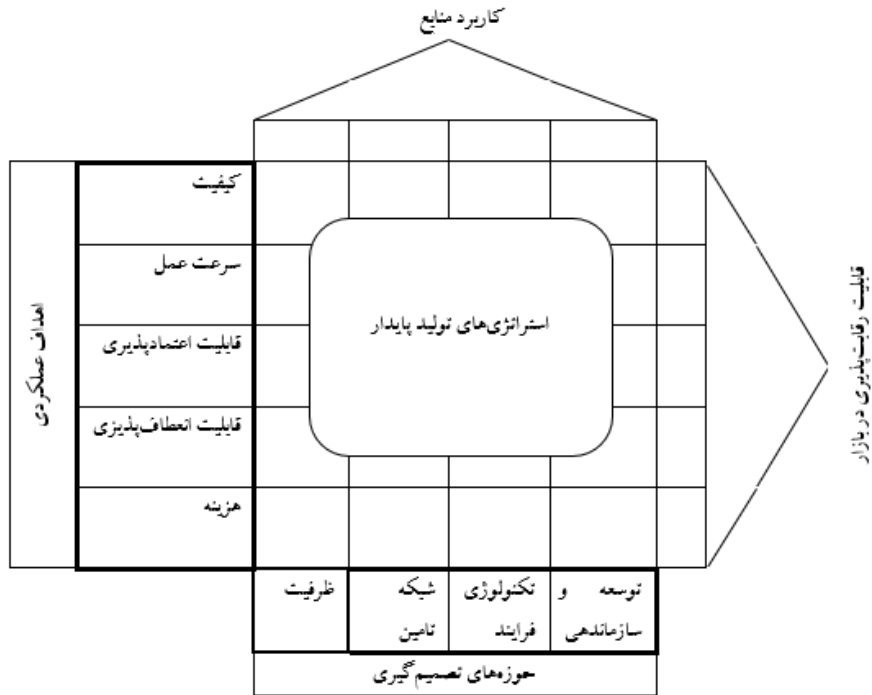 کاربرد منابع
کیفیت
سرعت عمل
قابلیت اعتمادپذیری
قابلیت انعطاف‌پذیزی
هزینه
اهداف عملکردی
استراتژی‌های تولید پایدار
قابلیت رقابت‌پذیری در بازار
ظرفیت
شبکه
تامین
تکنولوژی
فرایند
توسعه و
سازماندهی
حوزه‌های تصمیم‌گیری